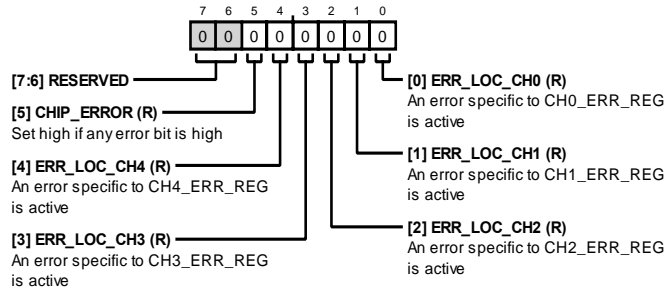 7 6 5 4 3 2 1 0
0 0 0 0 0 0 0 0
[7:6] RESERVED
[5] CHIP_ERROR (R)
Set high if any error bit is high
[4] ERR_LOC_CH4 (R)
An error specific to CH4_ERR_REG
is active
[3] ERR_LOC_CH3 (R)
An error specific to CH3_ERR_REG
is active
[0] ERR_LOC_CH0 (R)
An error specific to CH0_ERR_REG
is active
[1] ERR_LOC_CH1 (R)
An error specific to CH1_ERR_REG
is active
[2] ERR_LOC_CH2 (R)
An error specific to CH2_ERR_REG
is active